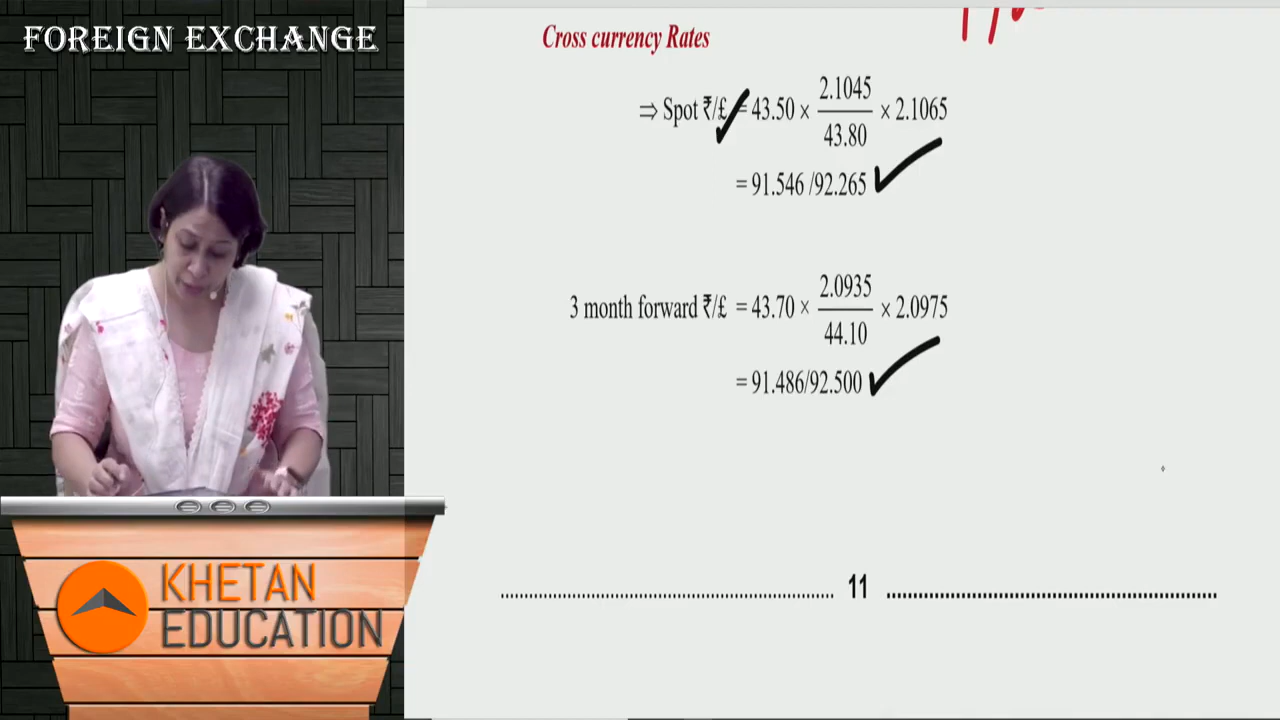 FOREIGN EXCHANGE
Cross currency Rates
⇒ Spot ₹/£ = 43.50 × 2.1045 / 43.80 × 2.1065
= 91.546 /92.265
3 month forward ₹/£ = 43.70 × 2.0935 / 44.10 × 2.0975
= 91.486/92.500
11
KHETAN
EDUCATION